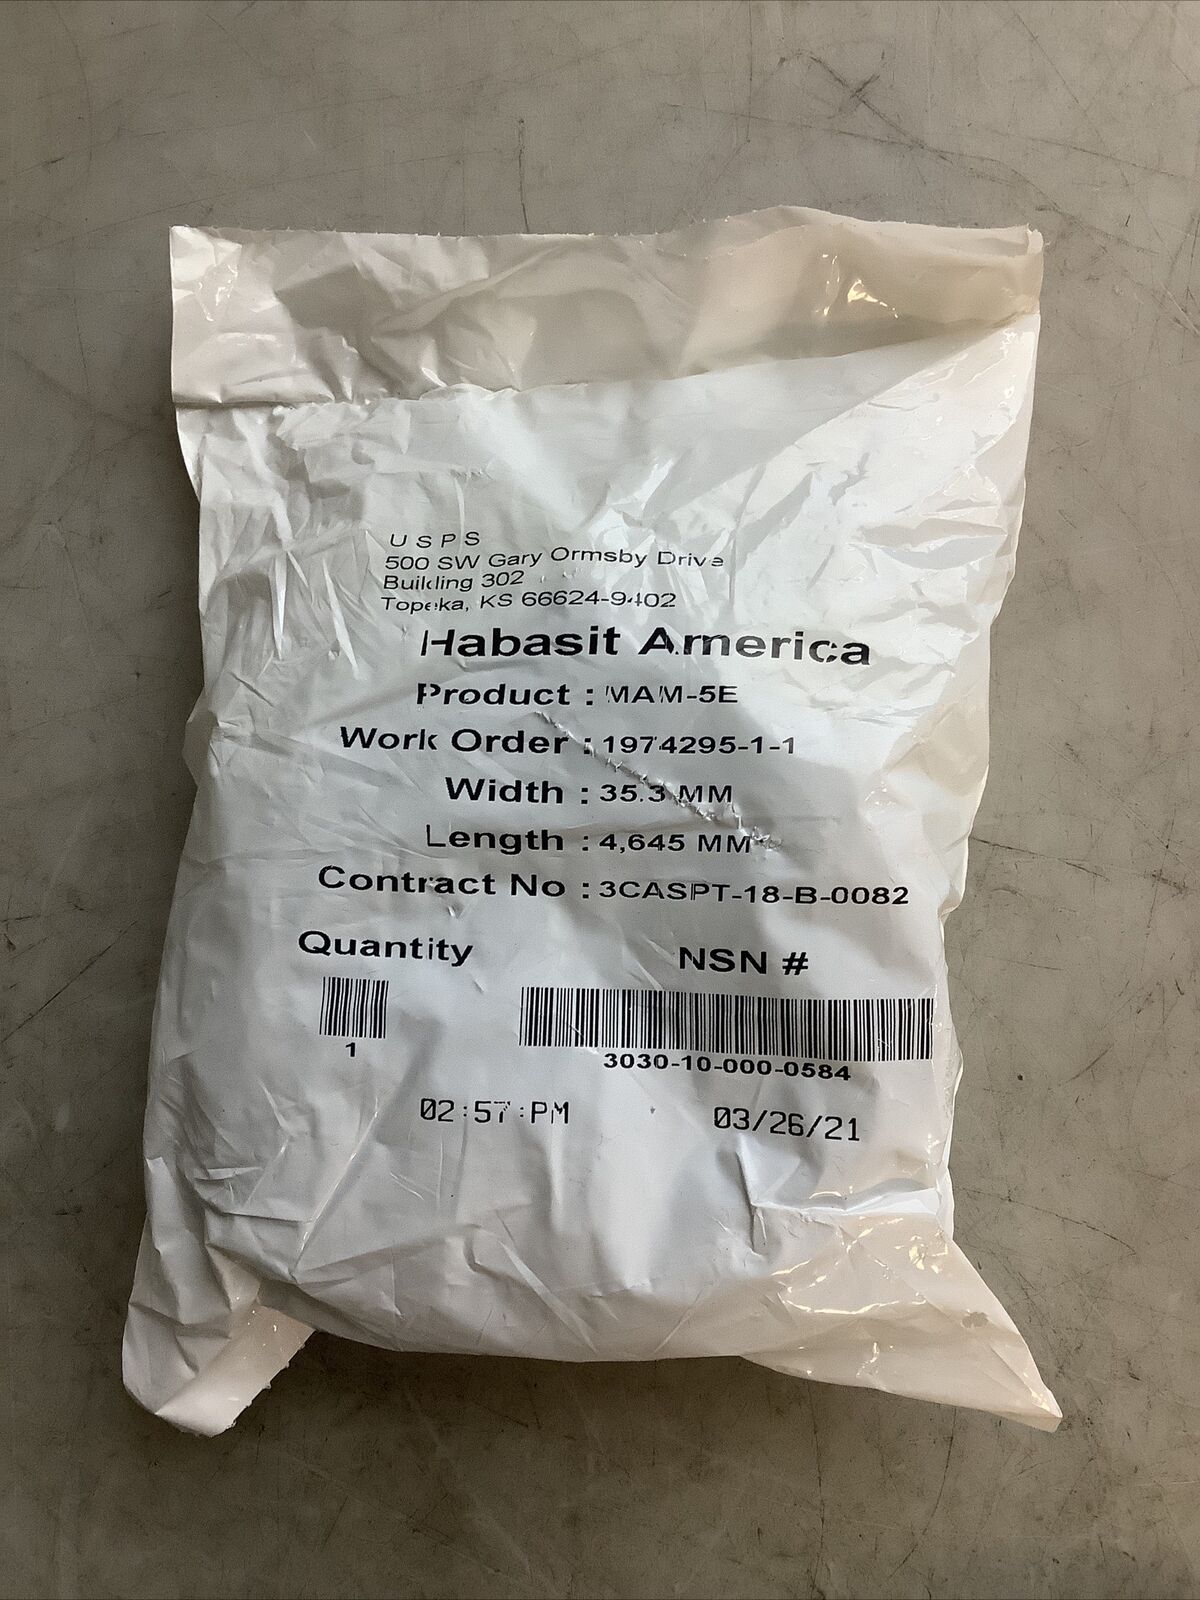 USPS
500 SW Gary Ormsby Drive
Building 302
Topeka, KS 66624-9402
Habasit America
Product : MAM-5E
Work Order : 1974295-1-1
Width : 35.3 MM
Length : 4,645 MM
Contract No : 3CASPT-18-B-0082
Quantity NSN #
1 3030-10-000-0584
02:57:PM 03/26/21